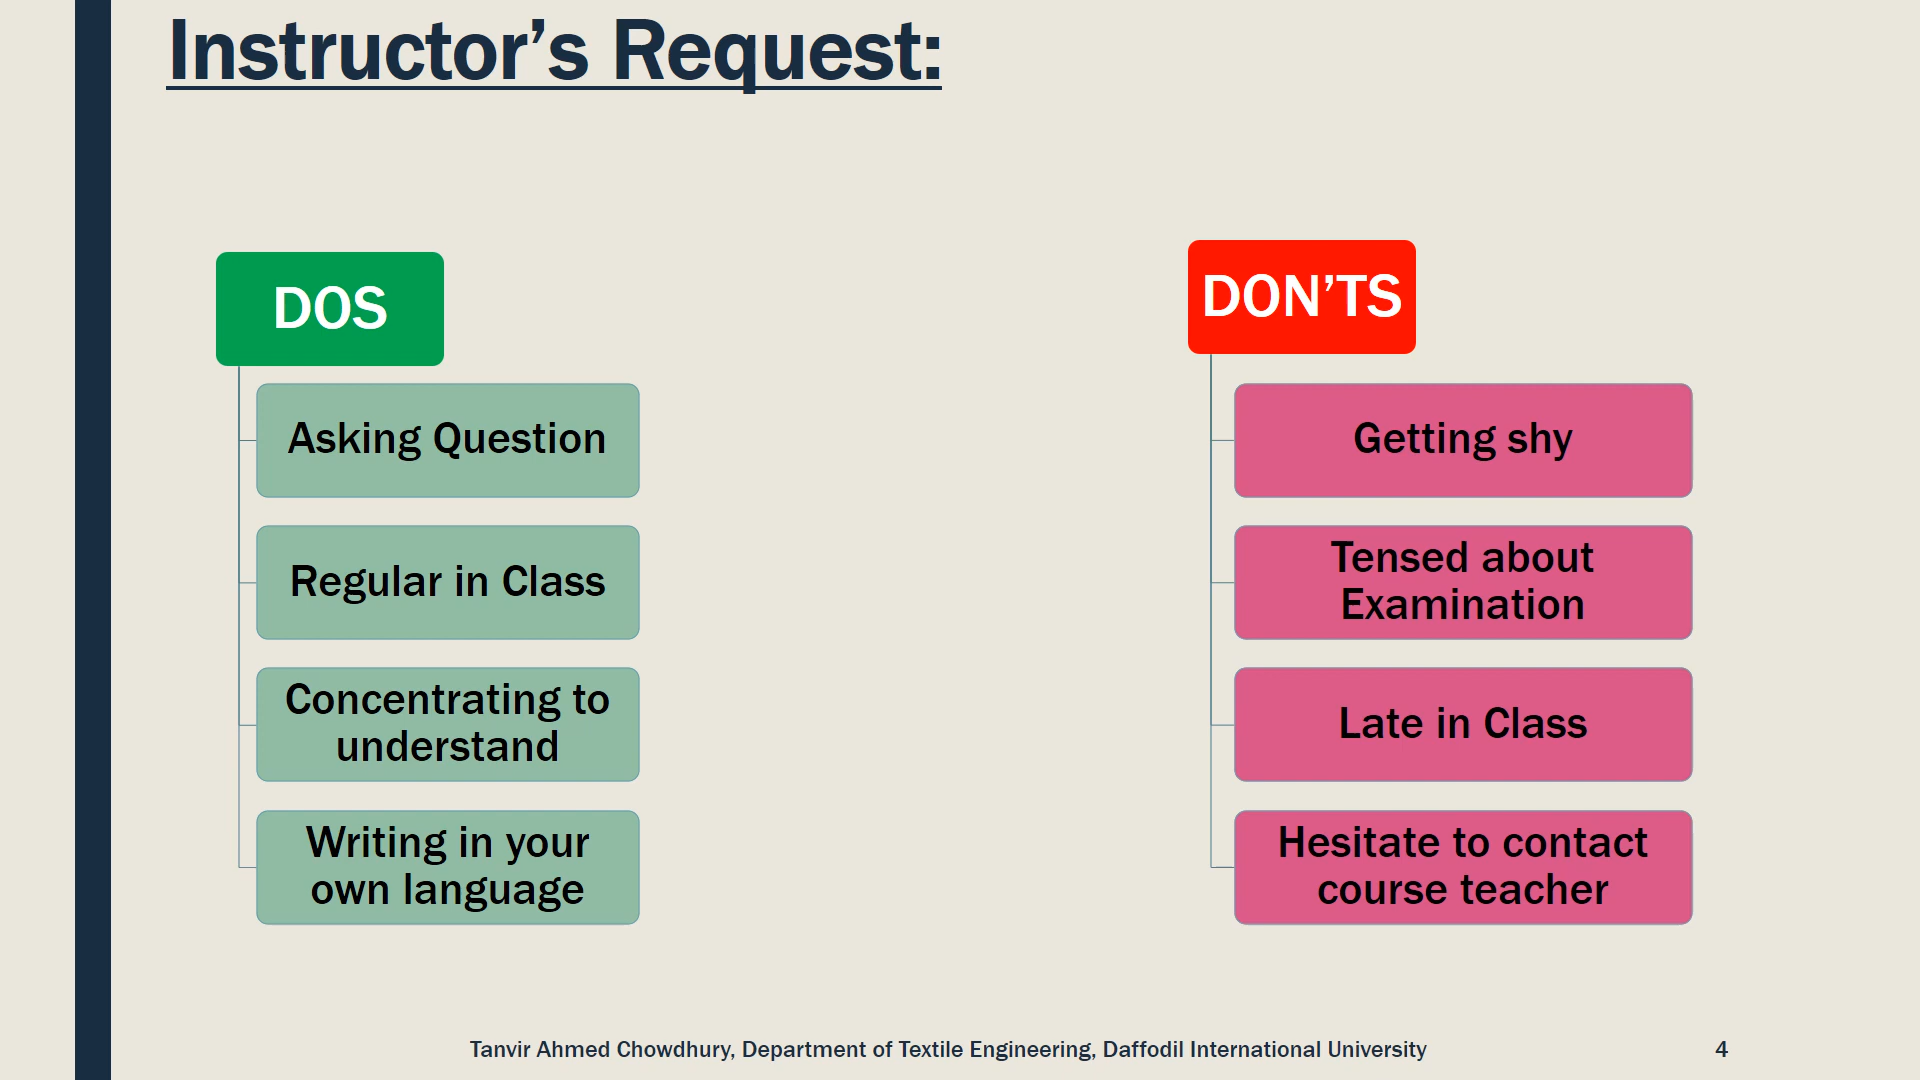 Instructor’s Request:
DOS
Asking Question
Regular in Class
Concentrating to
understand
Writing in your
own language
DON’TS
Getting shy
Tensed about
Examination
Late in Class
Hesitate to contact
course teacher
Tanvir Ahmed Chowdhury, Department of Textile Engineering, Daffodil International University
4